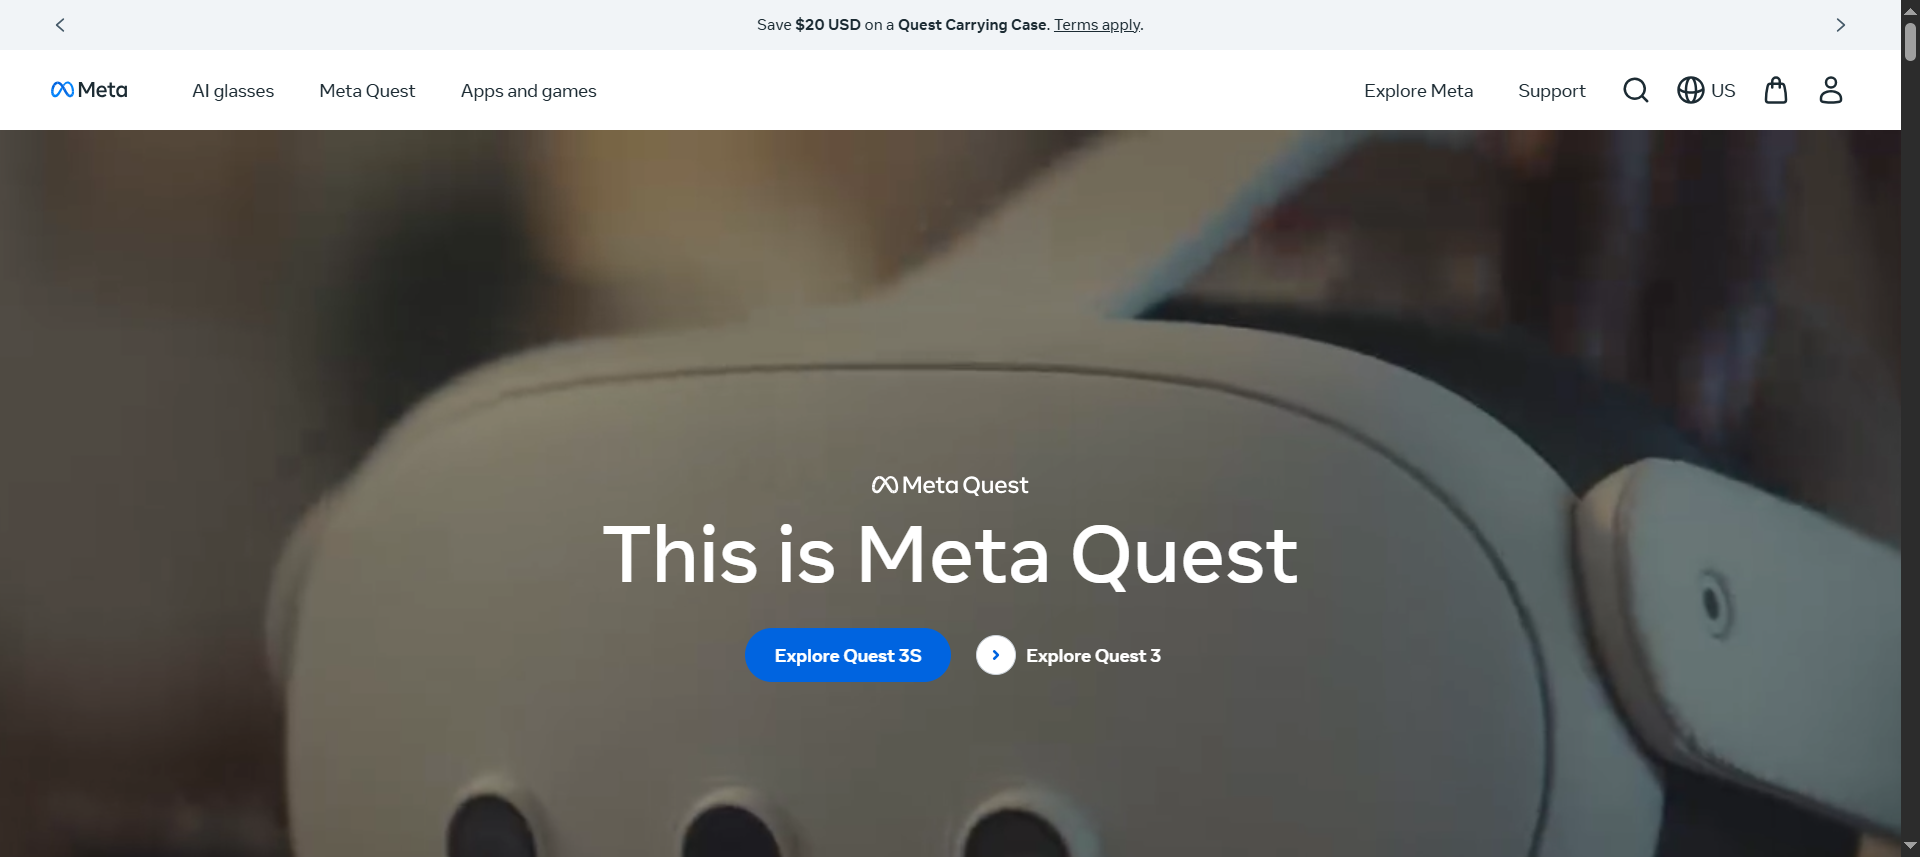 Save $20 USD on a Quest Carrying Case. Terms apply.
Meta
AI glasses
Meta Quest
Apps and games
Explore Meta
Support
US
Meta Quest
This is Meta Quest
Explore Quest 3S
Explore Quest 3